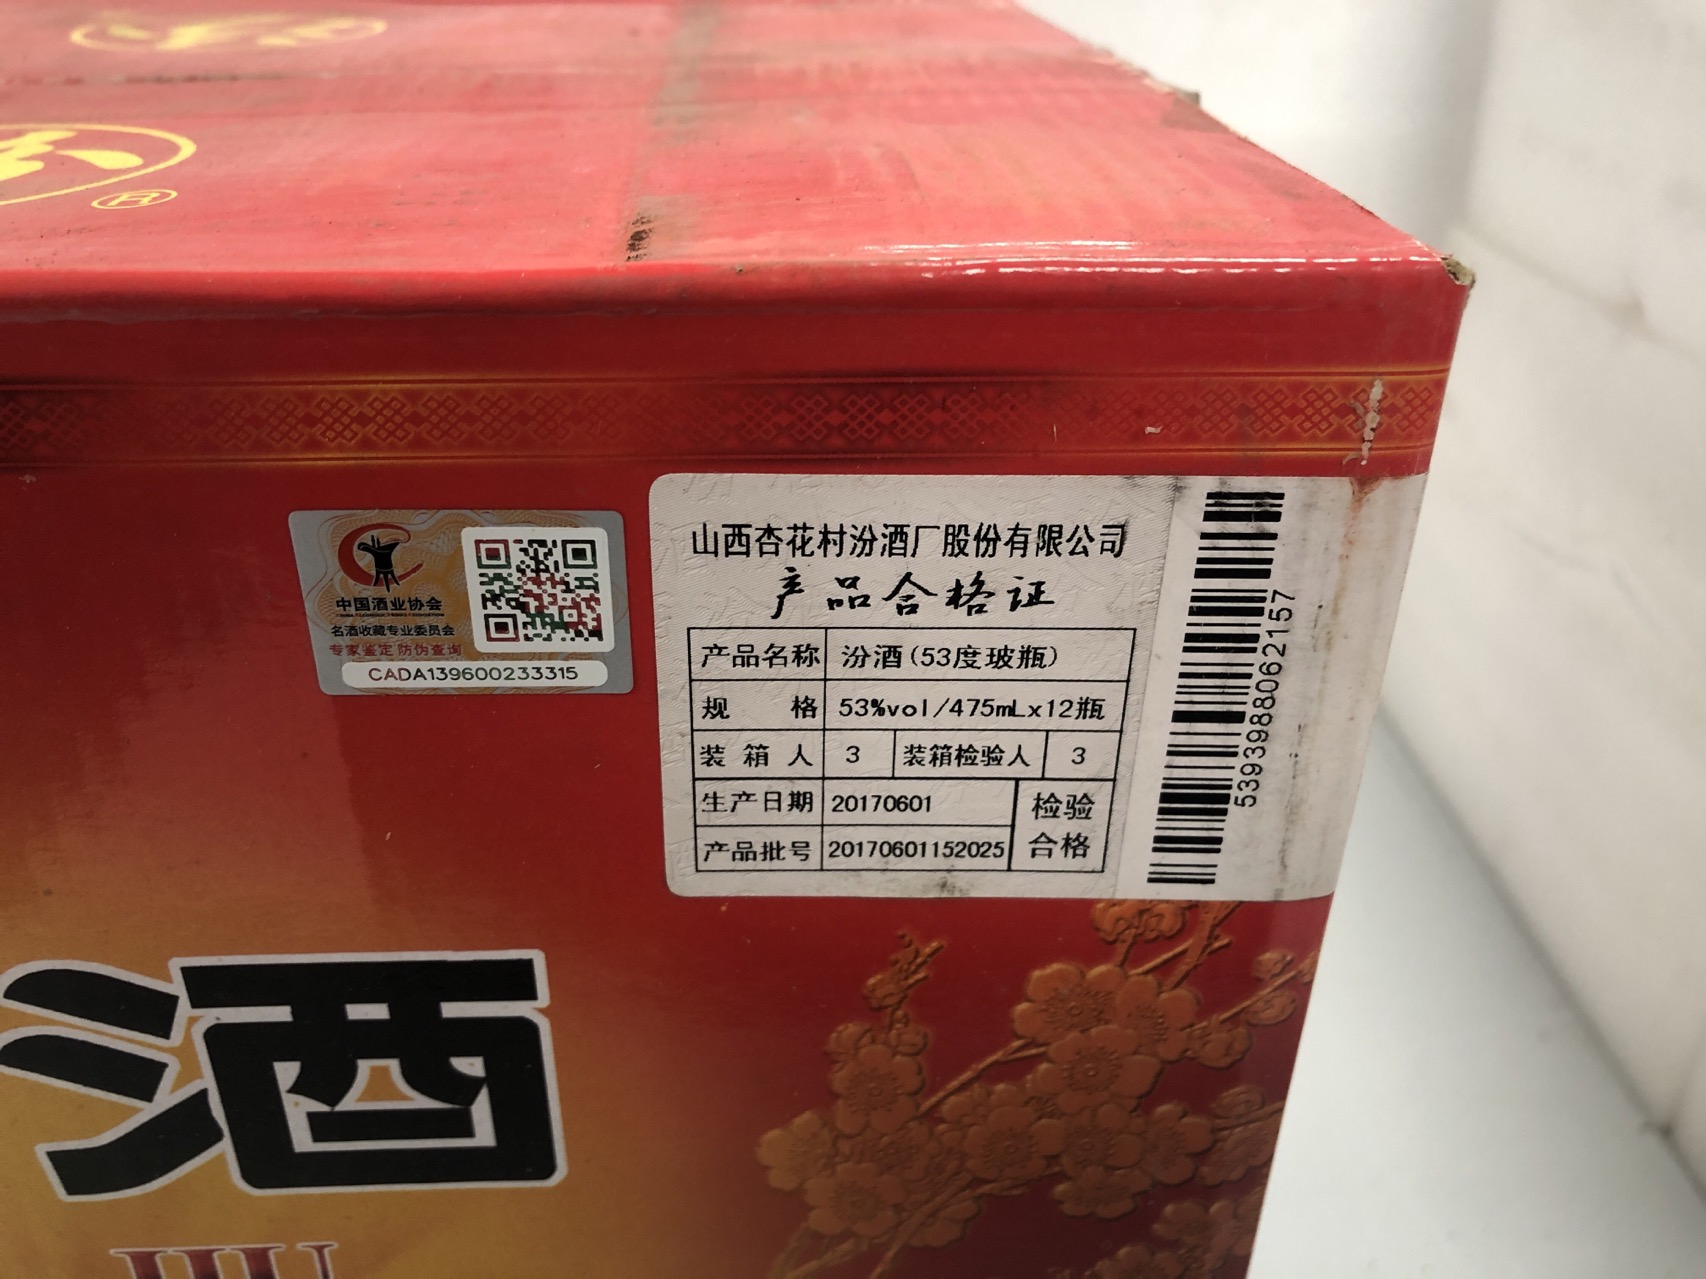 ®
中国酒业协会
名酒收藏专业委员会
专家鉴定 防伪查询
CADA139600233315
山西杏花村汾酒厂股份有限公司
产品合格证
产品名称 汾酒(53度玻瓶)
规 格 53%vol/475mLx12瓶
装 箱 人 3 装箱检验人 3
生产日期 20170601 检验
产品批号 20170601152025 合格
5393988062157
酒
JIU